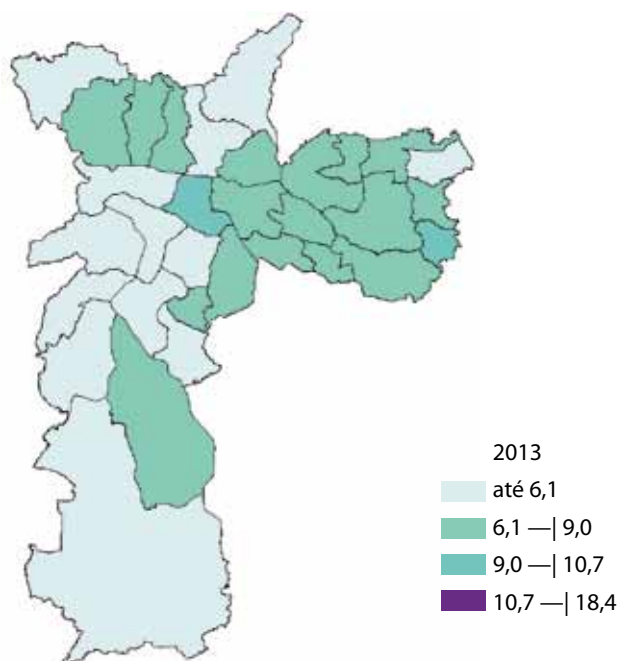 2013
até 6,1
6,1 —| 9,0
9,0 —| 10,7
10,7 —| 18,4